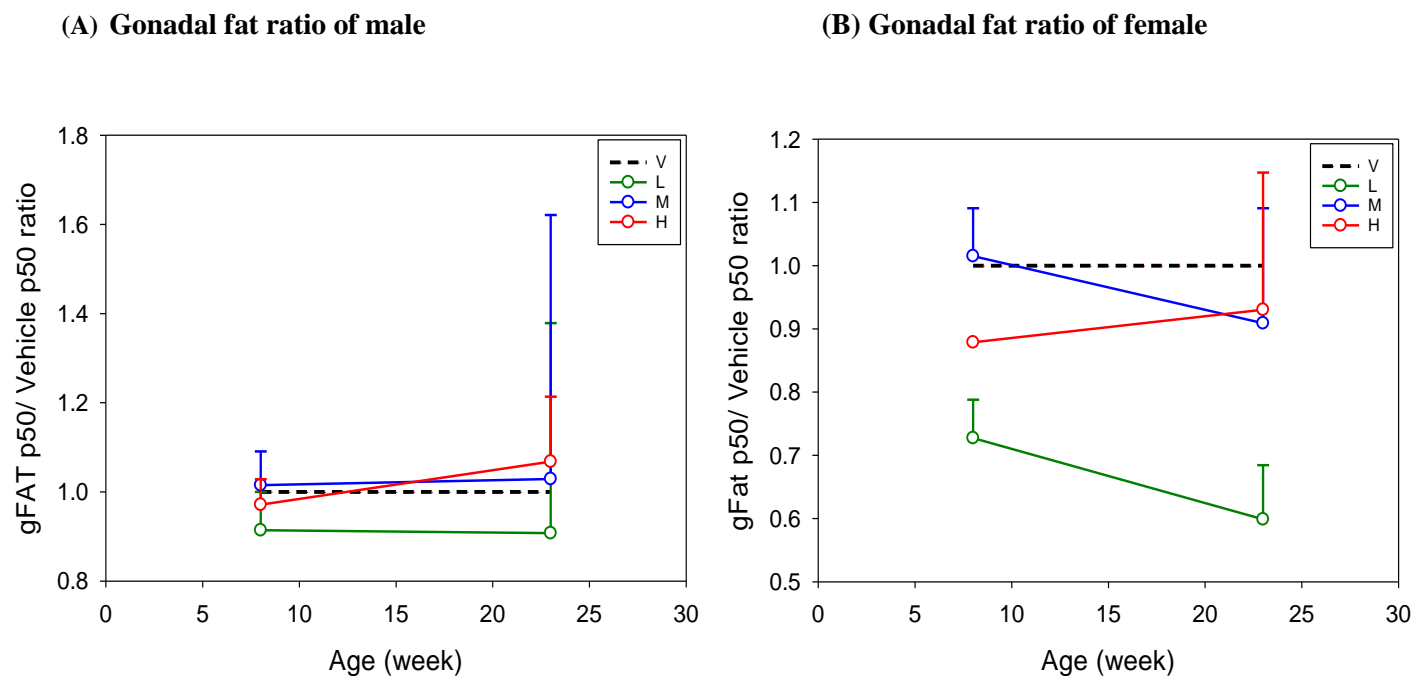 (A) Gonadal fat ratio of male
gFAT p50/ Vehicle p50 ratio
1.8
1.6
1.4
1.2
1.0
0.8
V
L
M
H
0 5 10 15 20 25 30
Age (week)
(B) Gonadal fat ratio of female
gFat p50/ Vehicle p50 ratio
1.2
1.1
1.0
0.9
0.8
0.7
0.6
0.5
V
L
M
H
0 5 10 15 20 25 30
Age (week)